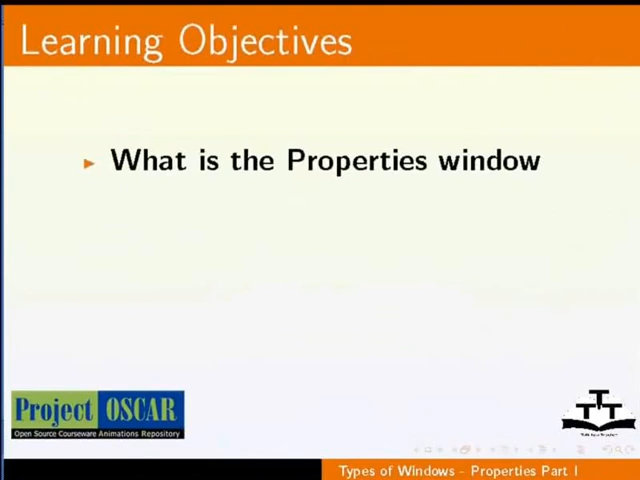 Learning Objectives
What is the Properties window
Project OSCAR
Open Source Courseware Animations Repository
TTT
Types of Windows - Properties Part I